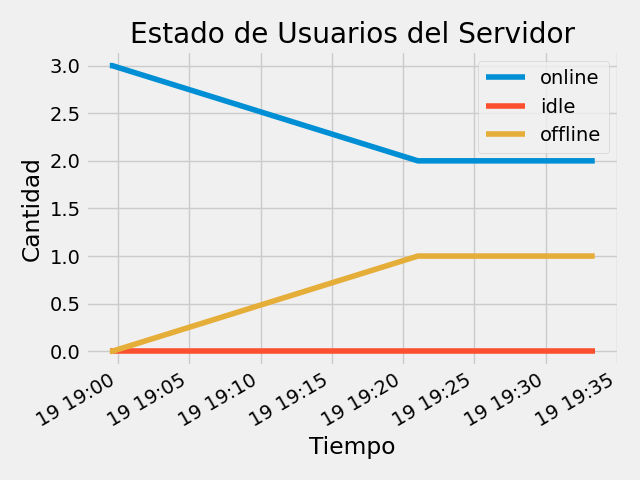 Estado de Usuarios del Servidor
3.0
2.5
2.0
1.5
1.0
0.5
0.0
Cantidad
online
idle
offline
19 19:00
19 19:05
19 19:10
19 19:15
19 19:20
19 19:25
19 19:30
19 19:35
Tiempo